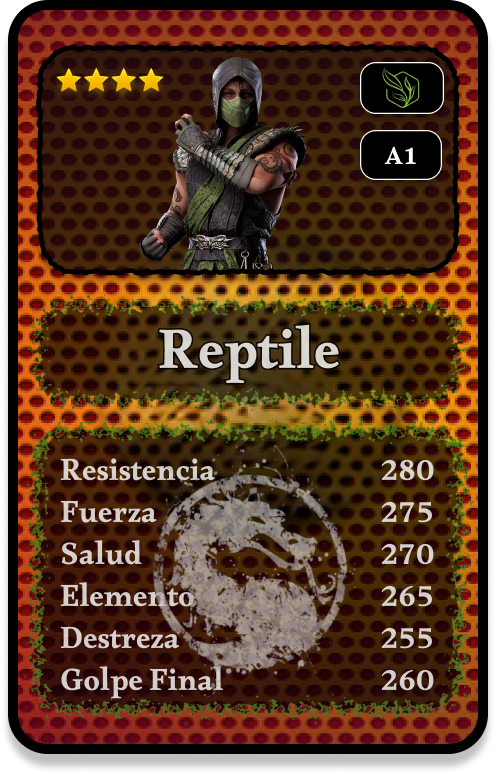 A1
Reptile
Resistencia 280
Fuerza 275
Salud 270
Elemento 265
Destreza 255
Golpe Final 260